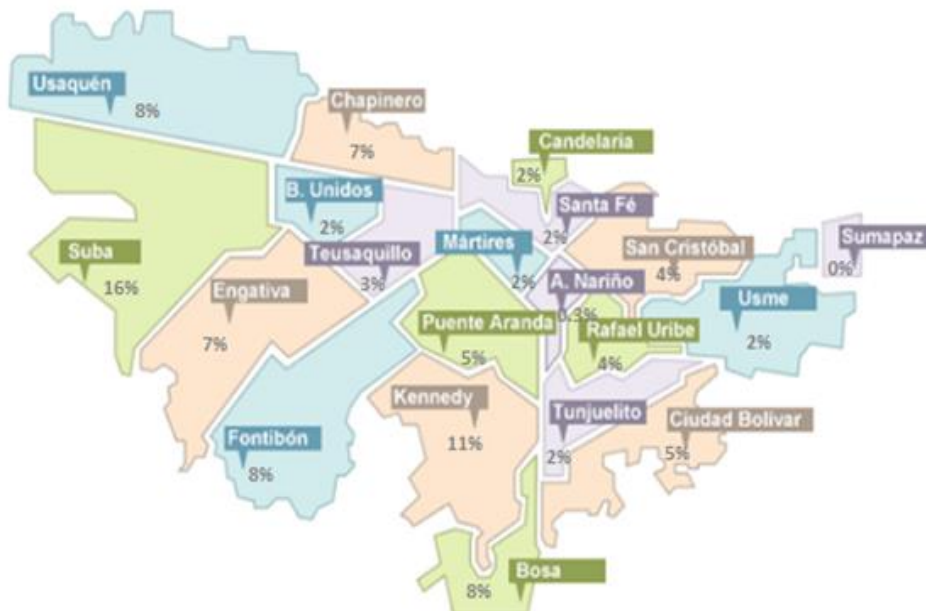 Usaquén
8%
Chapinero
7%
Candelaria
2%
B. Unidos
2%
Santa Fé
2%
Suba
16%
Teusaquillo
3%
Mártires
2%
San Cristóbal
4%
Sumapaz
0%
Engativa
7%
A. Nariño
0,3%
Usme
2%
Puente Aranda
5%
Rafael Uribe
4%
Kennedy
11%
Tunjuelito
2%
Ciudad Bolívar
5%
Fontibón
8%
Bosa
8%